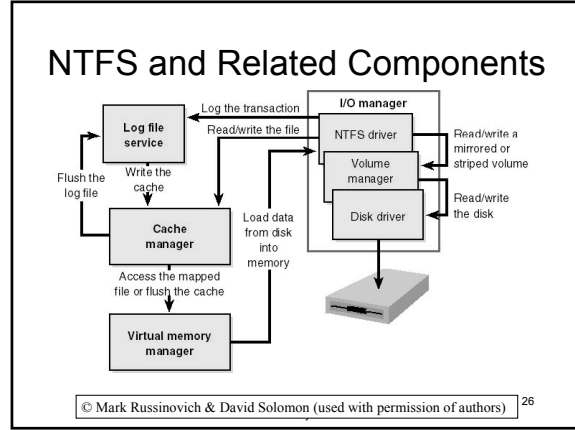 NTFS and Related Components
Log the transaction
I/O manager
Log file
service
Read/write the file
NTFS driver
Read/write a
mirrored or
striped volume
Flush the
log file
Write the
cache
Volume
manager
Read/write
the disk
Cache
manager
Load data
from disk
into
memory
Disk driver
Access the mapped
file or flush the cache
Virtual memory
manager
© Mark Russinovich & David Solomon (used with permission of authors)
26